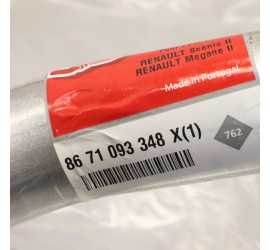 RENAULT Scenic II
RENAULT Megane II
Made in Portugal
86 71 093 348 X(1)
762